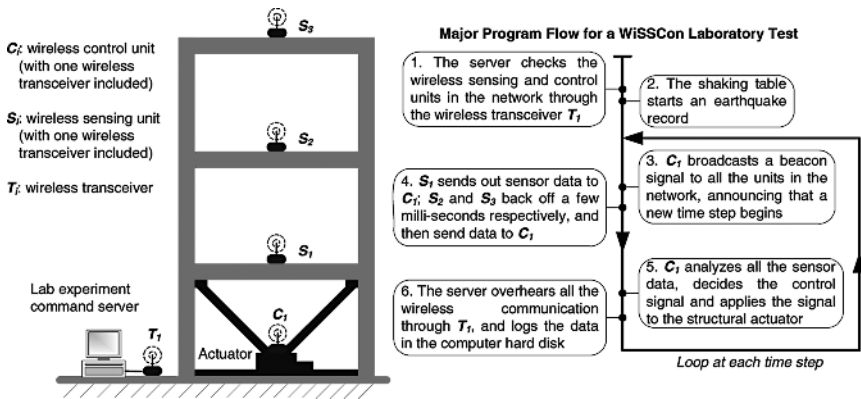 S3
Ci: wireless control unit
(with one wireless
transceiver included)
Si: wireless sensing unit
(with one wireless
transceiver included)
Ti: wireless transceiver
S2
S1
Lab experiment
command server
T1
C1
Actuator
Major Program Flow for a WiSSCon Laboratory Test
1. The server checks the
wireless sensing and control
units in the network through
the wireless transceiver T1
2. The shaking table
starts an earthquake
record
3. C1 broadcasts a beacon
signal to all the units in the
network, announcing that a
new time step begins
4. S1 sends out sensor data to
C1; S2 and S3 back off a few
milli-seconds respectively, and
then send data to C1
5. C1 analyzes all the sensor
data, decides the control
signal and applies the signal
to the structural actuator
6. The server overhears all the
wireless communication
through T1, and logs the data
in the computer hard disk
Loop at each time step